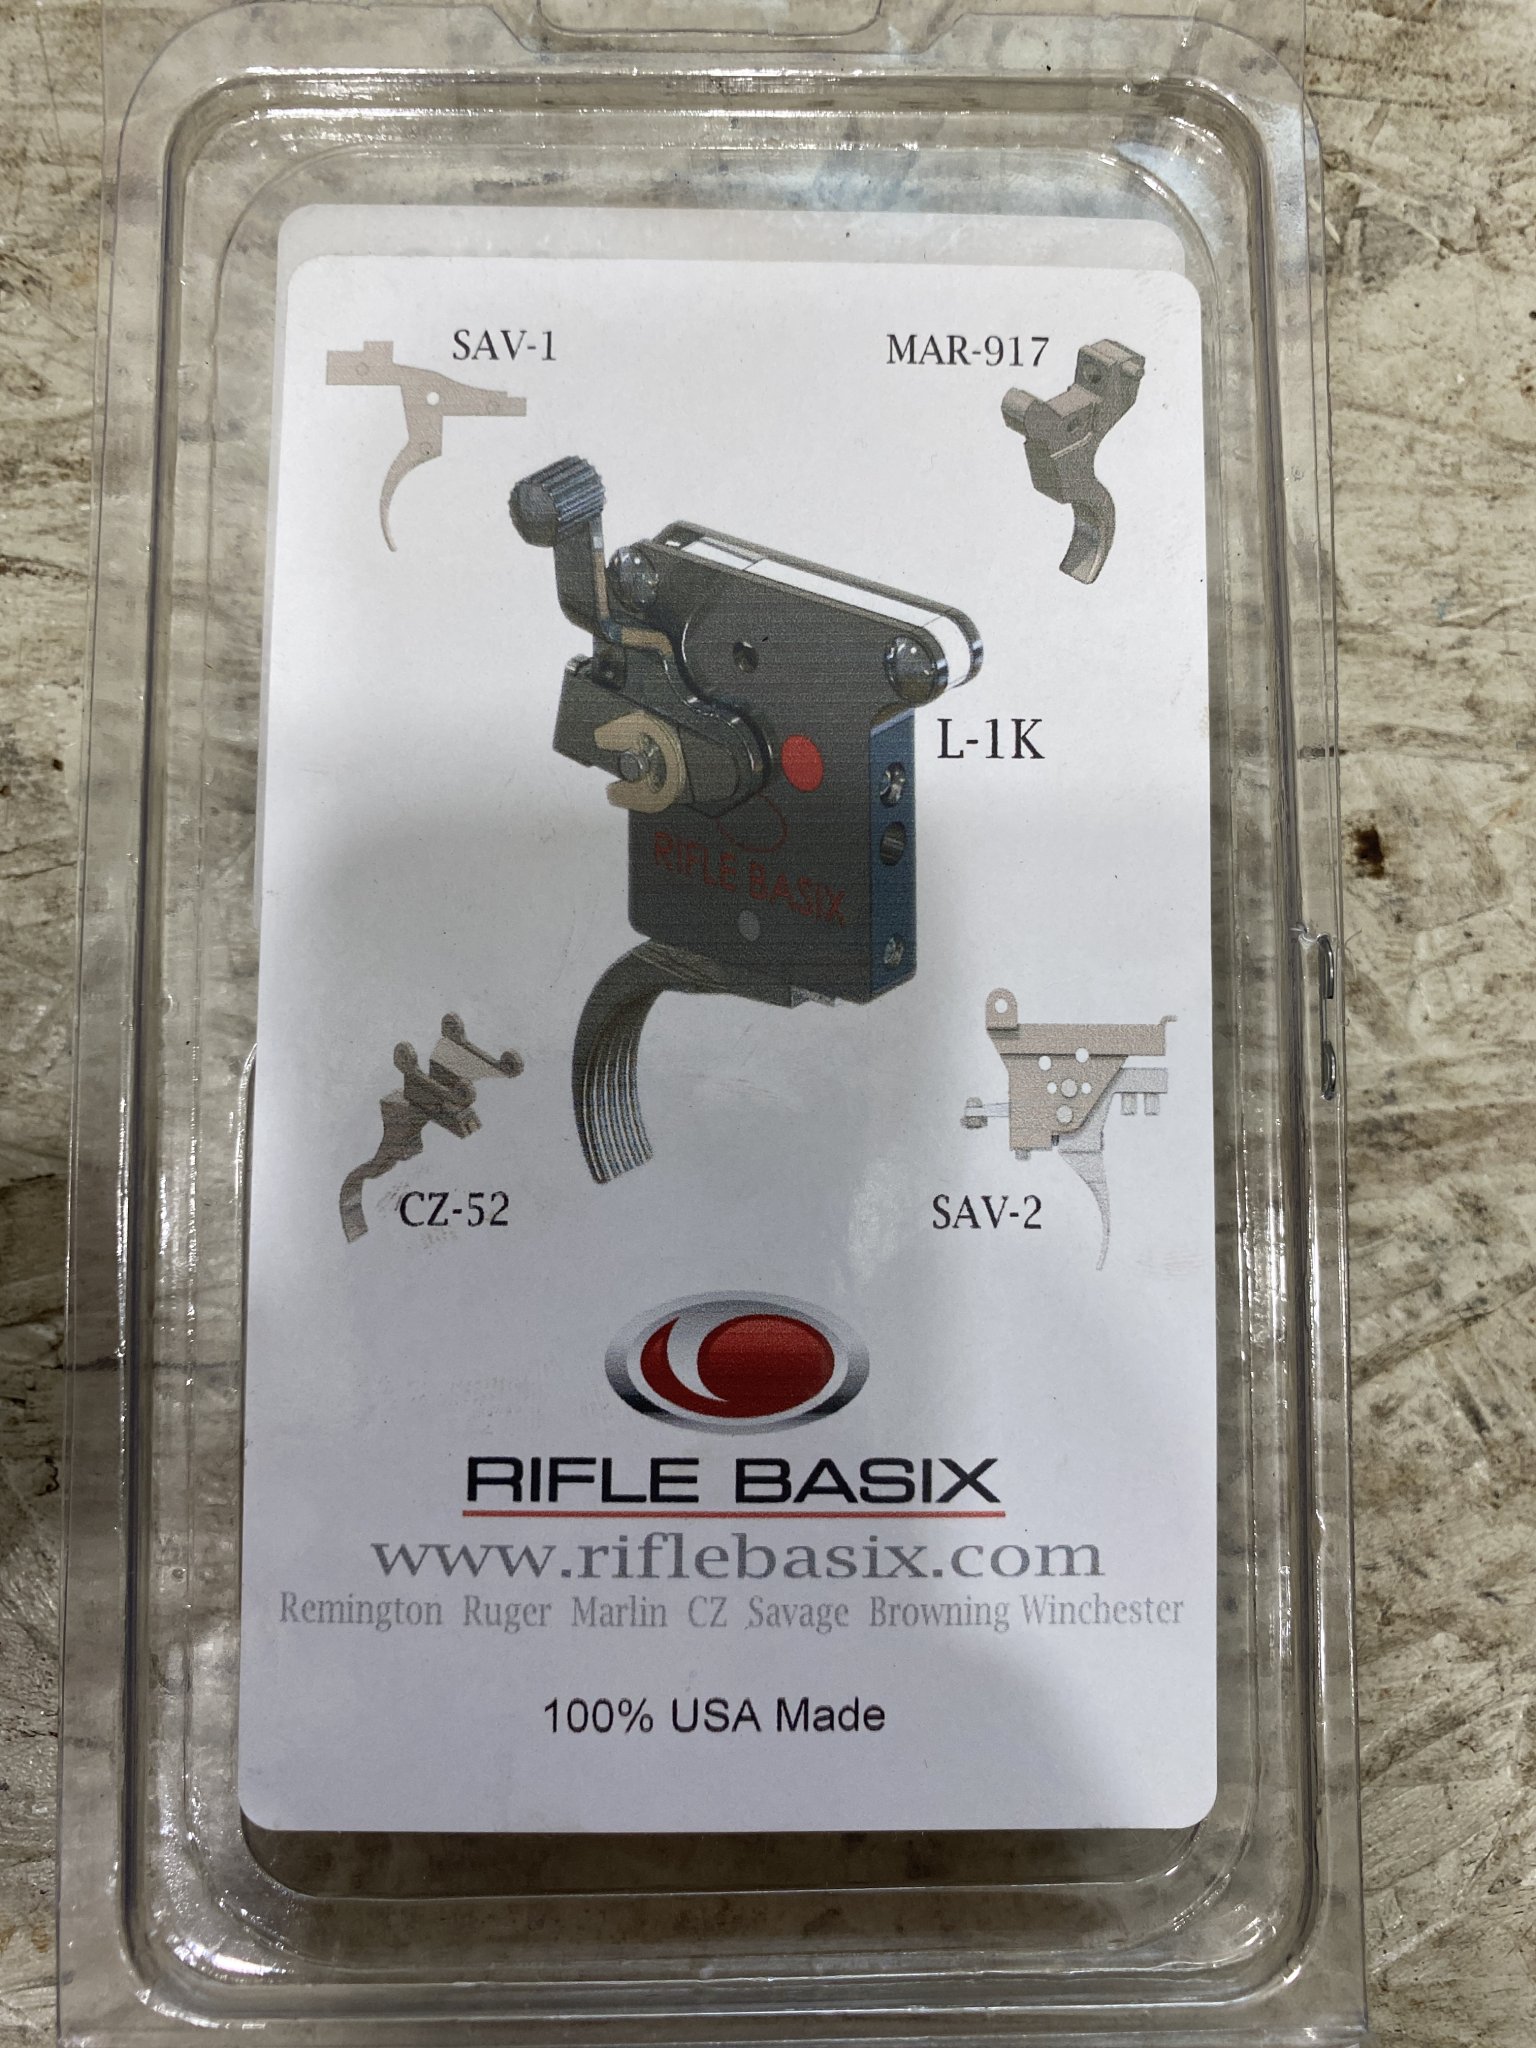 SAV-1
MAR-917
L-1K
RIFLE BASIX
CZ-52
SAV-2
RIFLE BASIX
www.riflebasix.com
Remington Ruger Marlin CZ Savage Browning Winchester
100% USA Made